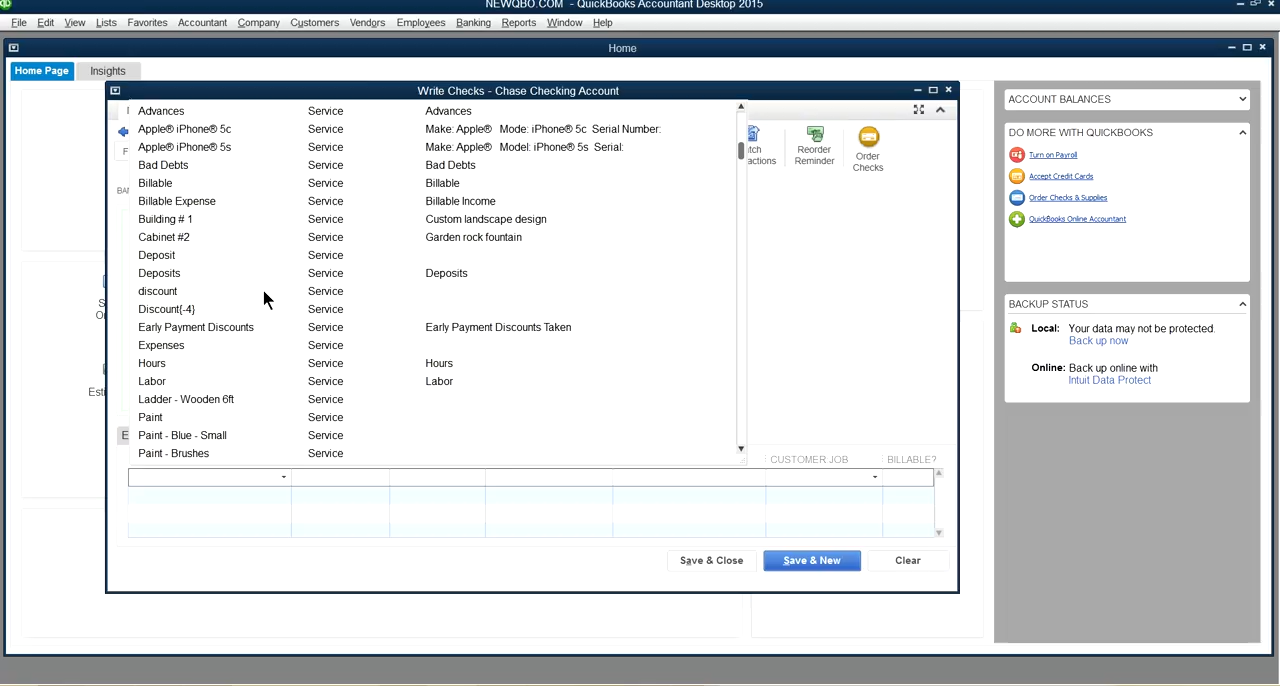 NEWQBO.COM - QuickBooks Accountant Desktop 2015
File Edit View Lists Favorites Accountant Company Customers Vendors Employees Banking Reports Window Help
Home
Home Page Insights
Write Checks - Chase Checking Account
Advances Service Advances
Apple® iPhone® 5c Service Make: Apple® Mode: iPhone® 5c Serial Number:
Apple® iPhone® 5s Service Make: Apple® Model: iPhone® 5s Serial:
Bad Debts Service Bad Debts
Billable Service Billable
Billable Expense Service Billable Income
Building # 1 Service Custom landscape design
Cabinet #2 Service Garden rock fountain
Deposit Service
Deposits Service Deposits
discount Service
Discount{-4} Service
Early Payment Discounts Service Early Payment Discounts Taken
Expenses Service
Hours Service Hours
Labor Service Labor
Ladder - Wooden 6ft Service
Paint Service
Paint - Blue - Small Service
Paint - Brushes Service
Reorder
Reminder
Order
Checks
CUSTOMER:JOB BILLABLE?
Save & Close Save & New Clear
ACCOUNT BALANCES
DO MORE WITH QUICKBOOKS
Turn on Payroll
Accept Credit Cards
Order Checks & Supplies
QuickBooks Online Accountant
BACKUP STATUS
Local: Your data may not be protected.
Back up now
Online: Back up online with
Intuit Data Protect